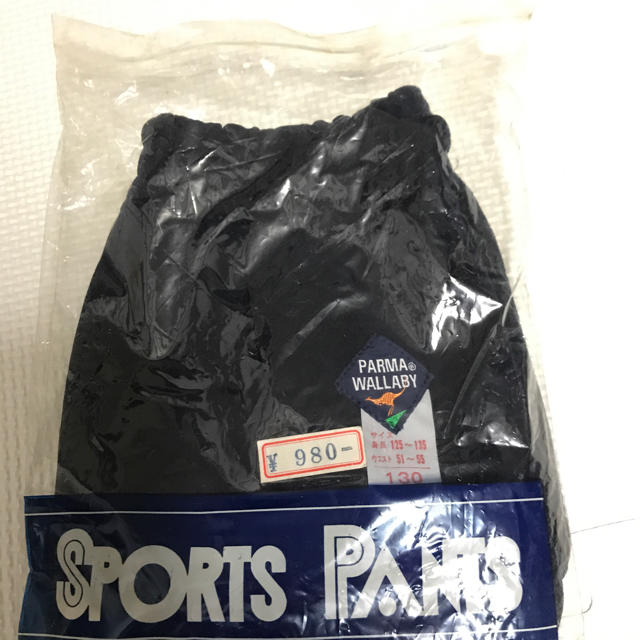 PARMA®
WALLABY
サイズ
身長 125~135
ウエスト 51~55
130
980-
SPORTS PANTS